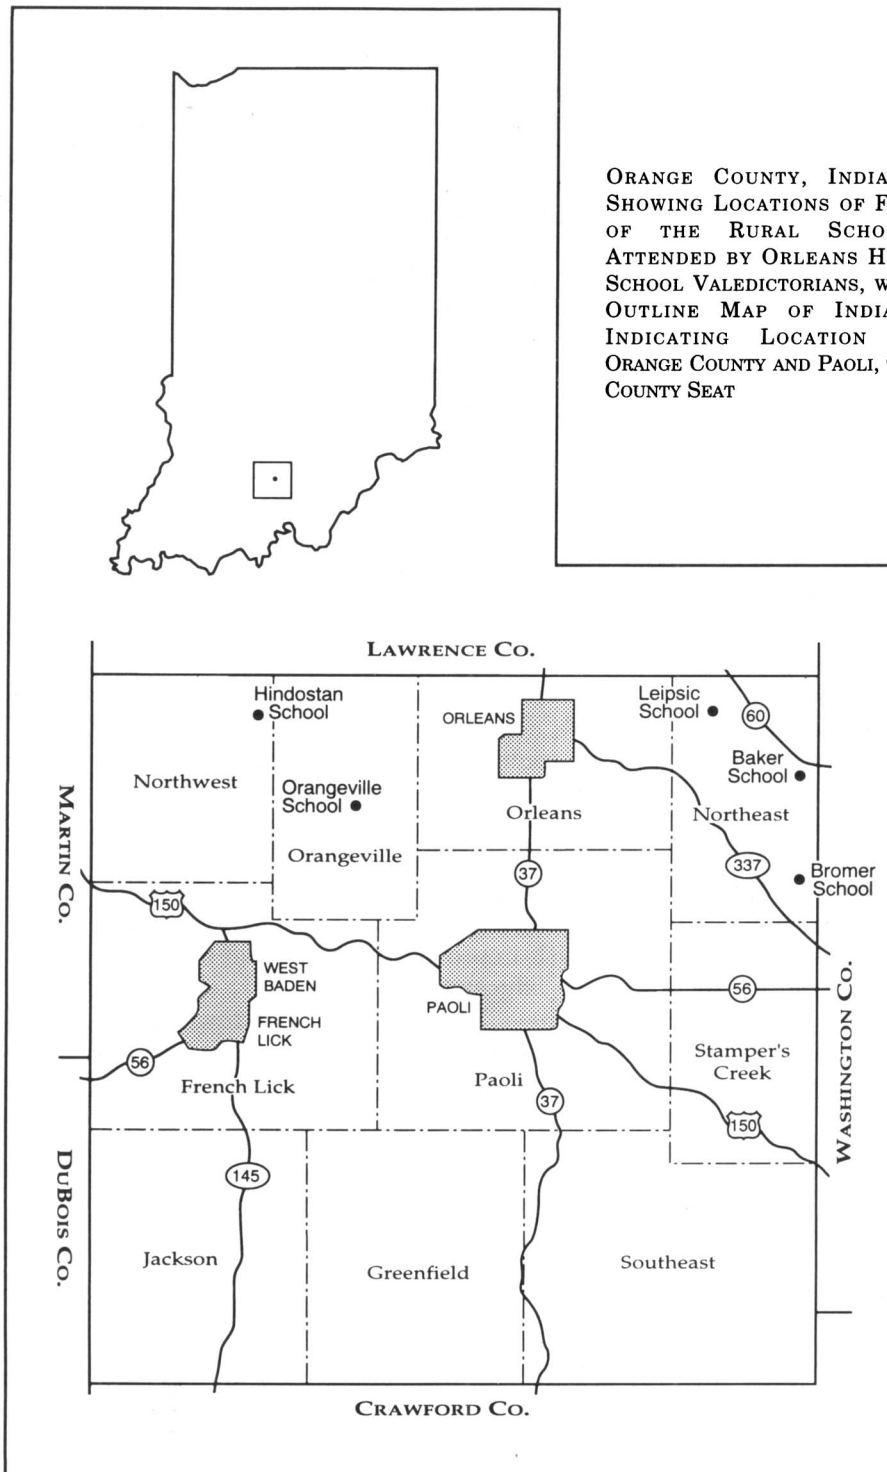 ORANGE COUNTY, INDIA
SHOWING LOCATIONS OF F
OF THE RURAL SCHO
ATTENDED BY ORLEANS H
SCHOOL VALEDICTORIANS, W
OUTLINE MAP OF INDIA
INDICATING LOCATION
ORANGE COUNTY AND PAOLI,
COUNTY SEAT
LAWRENCE CO.
Hindostan
School
ORLEANS
Leipsic
School
60
Baker
School
Northwest
Orangeville
School
Orleans
Northeast
MARTIN CO.
Orangeville
37
337
Bromer
School
150
WEST
BADEN
PAOLI
56
FRENCH
LICK
56
Stamper's
Creek
WASHINGTON CO.
French Lick
Paoli
37
150
145
DUBOIS CO.
Jackson
Greenfield
Southeast
CRAWFORD CO.